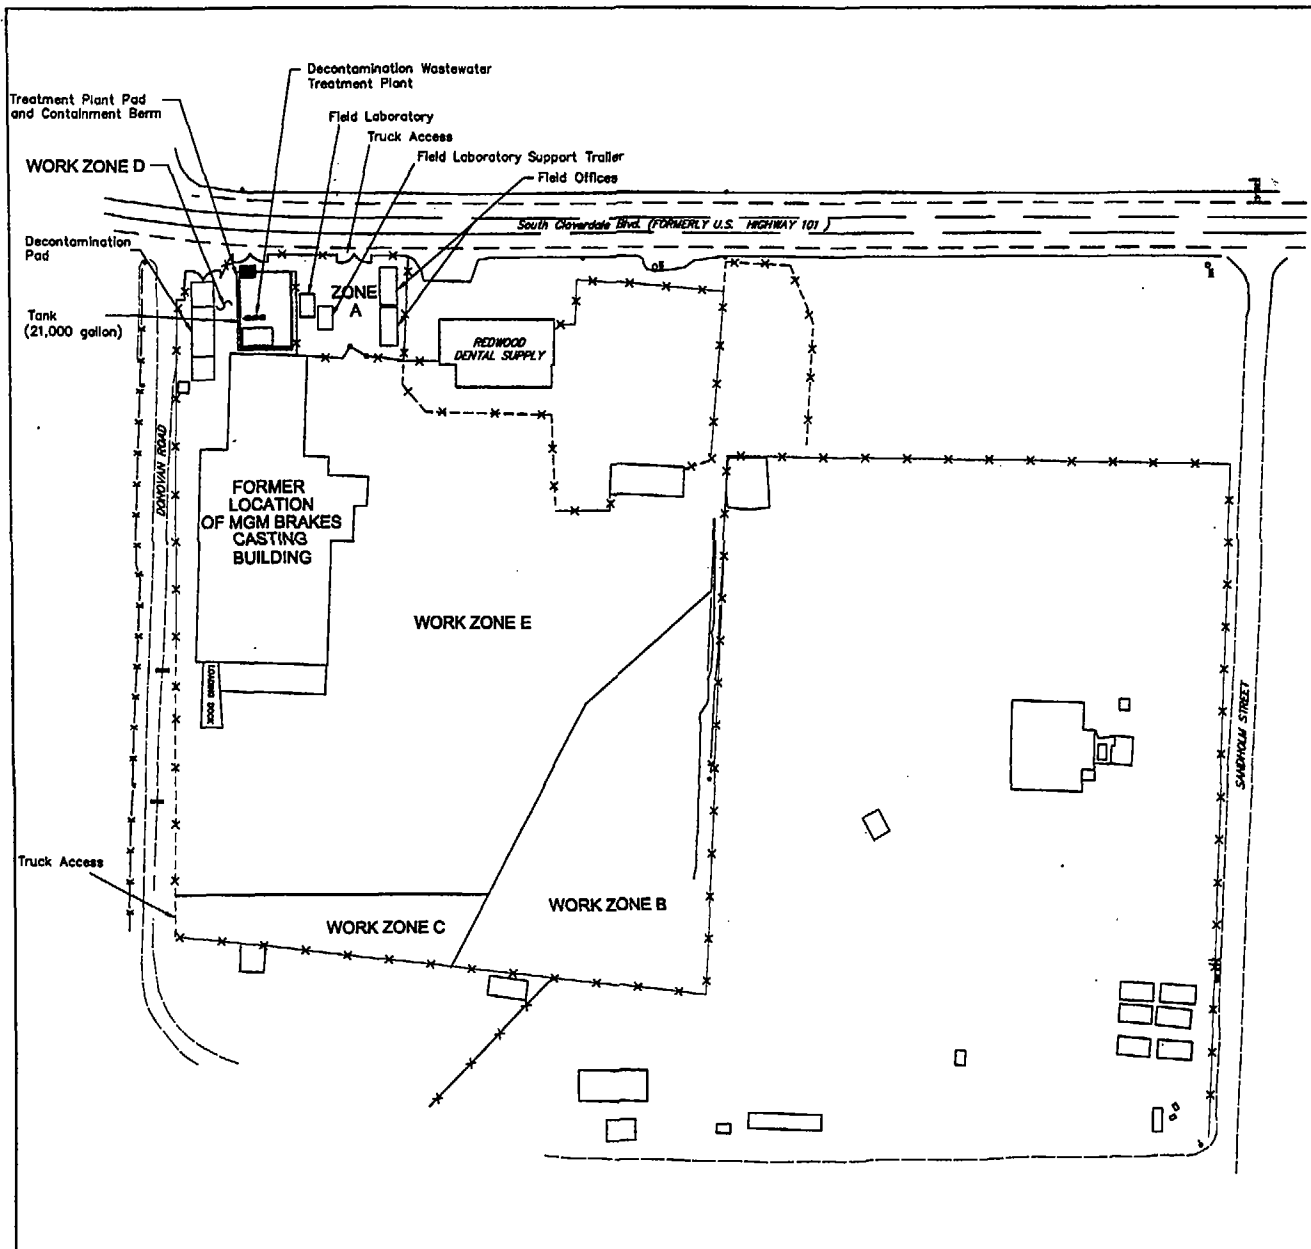 Decontamination Wastewater
Treatment Plant
Treatment Plant Pad
and Containment Berm
Field Laboratory
Truck Access
Field Laboratory Support Trailer
WORK ZONE D
Field Offices
South Cloverdale Blvd. (FORMERLY U.S. HIGHWAY 101 )
Decontamination
Pad
ZONE
A
Tank
(21,000 gallon)
REDWOOD
DENTAL SUPPLY
DONOVAN ROAD
FORMER
LOCATION
OF MGM BRAKES
CASTING
BUILDING
WORK ZONE E
LOADING DOCK
SANDHOLM STREET
Truck Access
WORK ZONE B
WORK ZONE C